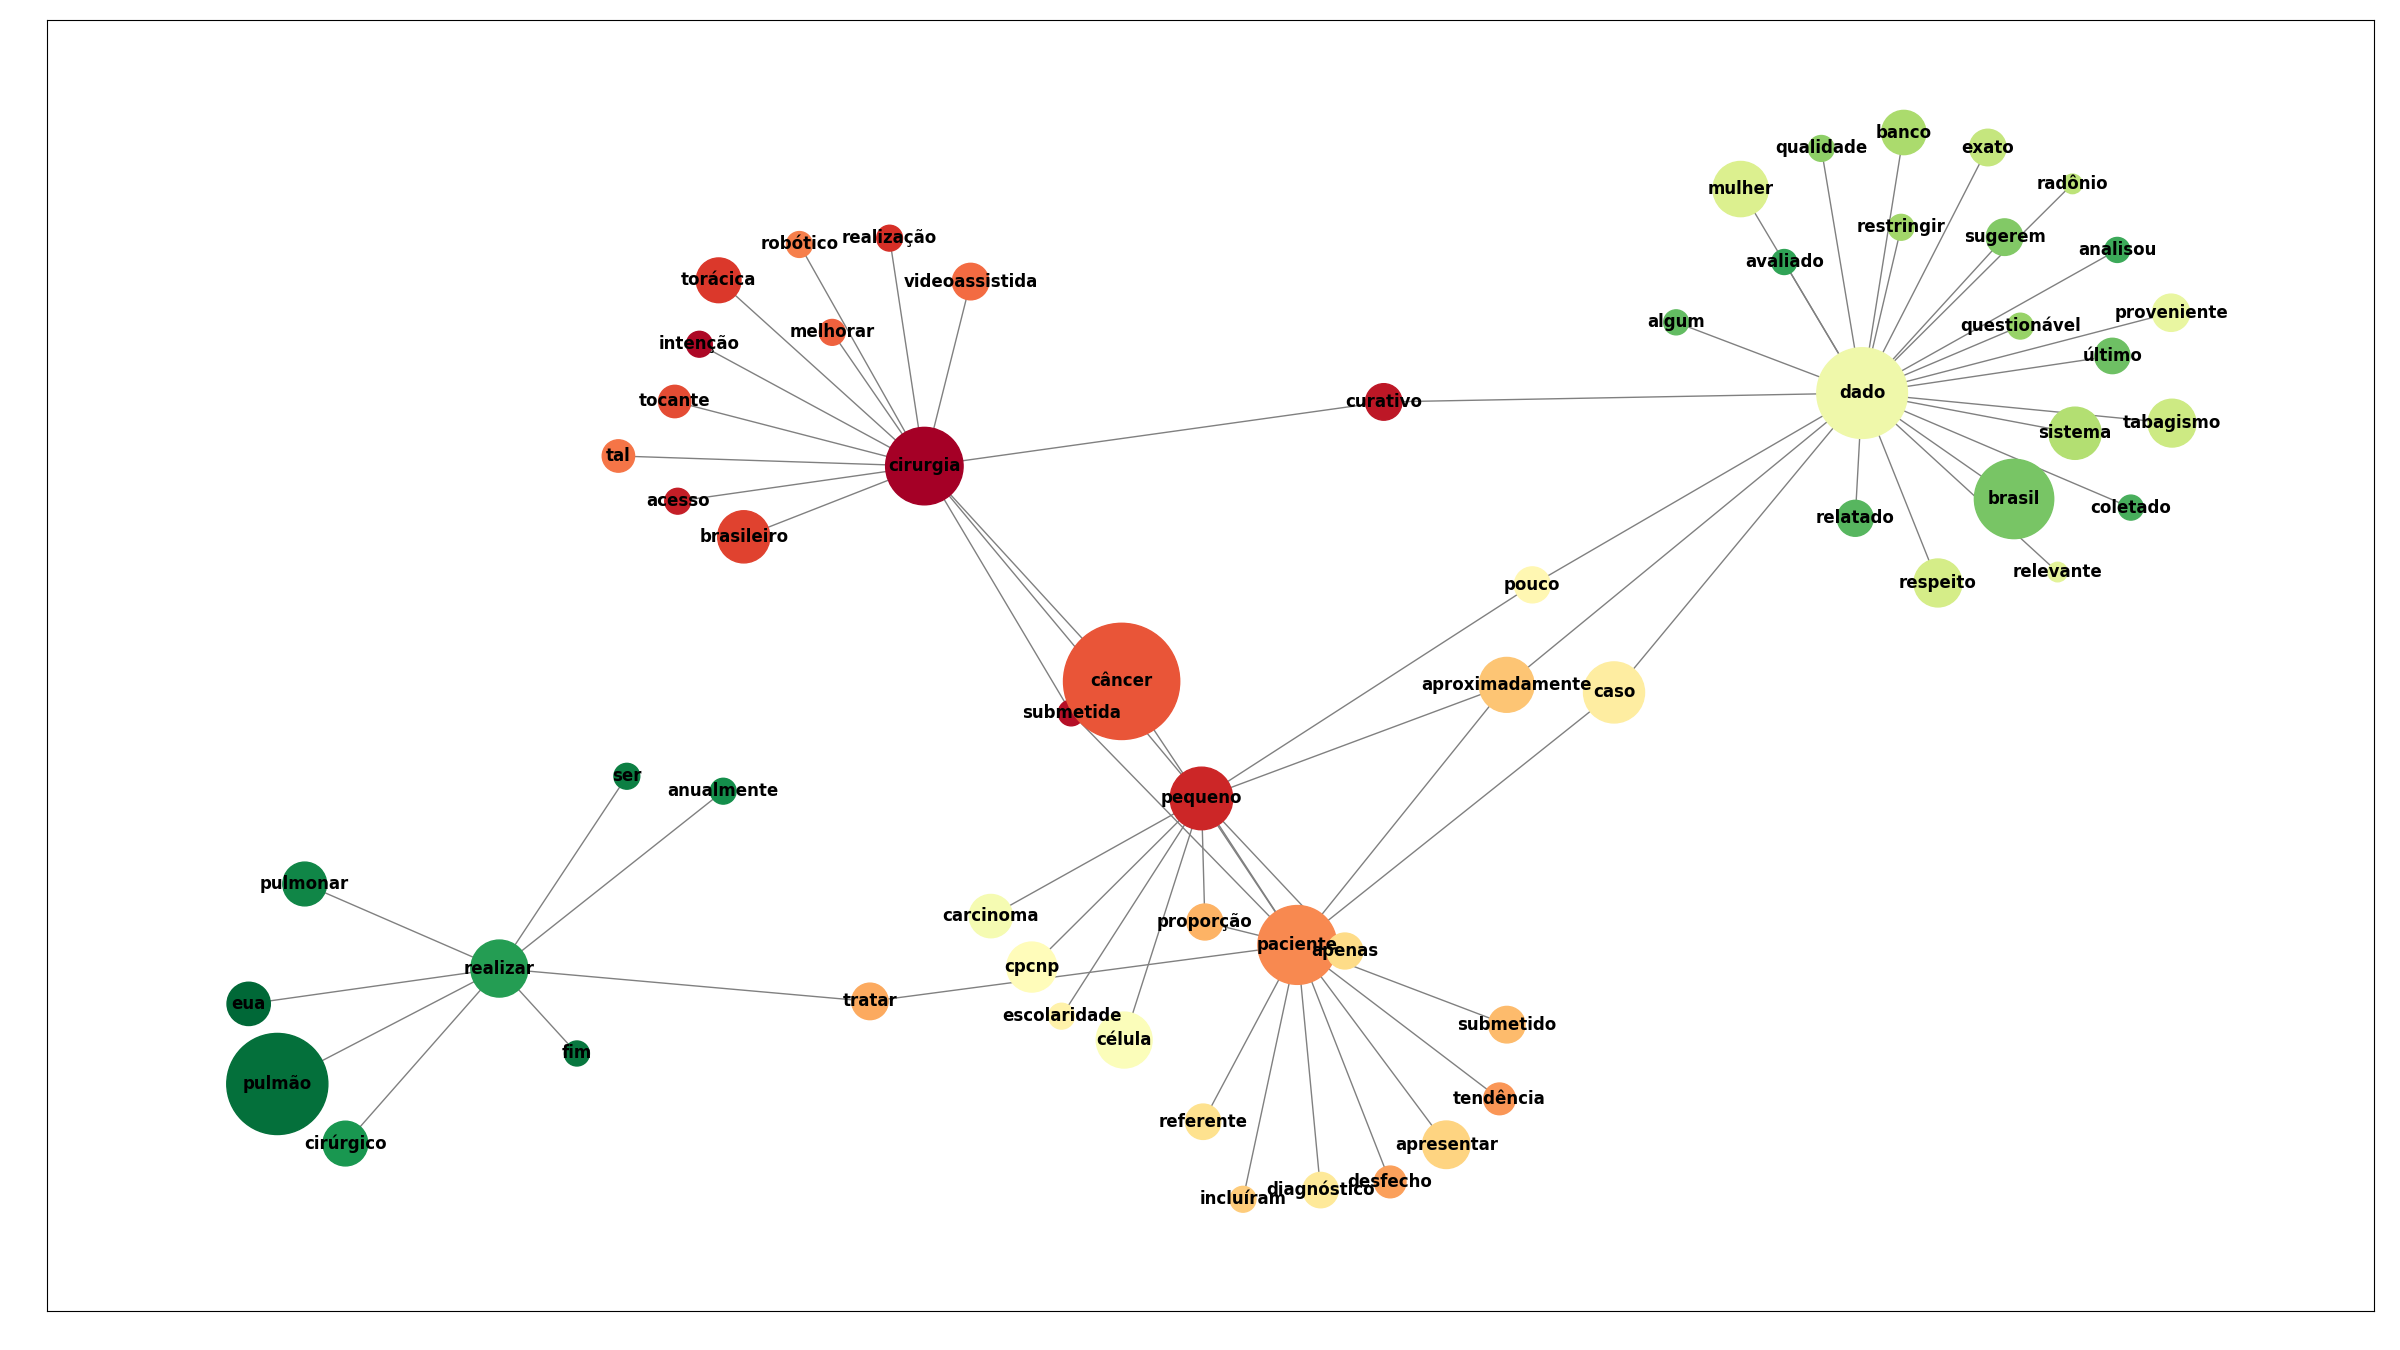 banco
qualidade
exato
mulher
radônio
restringir
sugerem
analisou
avaliado
robótico
realização
torácica
videoassistida
proveniente
algum
questionável
melhorar
intenção
último
dado
tocante
curativo
tabagismo
sistema
tal
cirurgia
acesso
brasil
coletado
relatado
brasileiro
relevante
respeito
pouco
câncer
aproximadamente
caso
submetida
ser
anualmente
pequeno
pulmonar
carcinoma
proporção
paciente
apenas
cpcnp
realizar
eua
tratar
escolaridade
submetido
célula
fim
pulmão
tendência
referente
cirúrgico
apresentar
desfecho
diagnóstico
incluíram